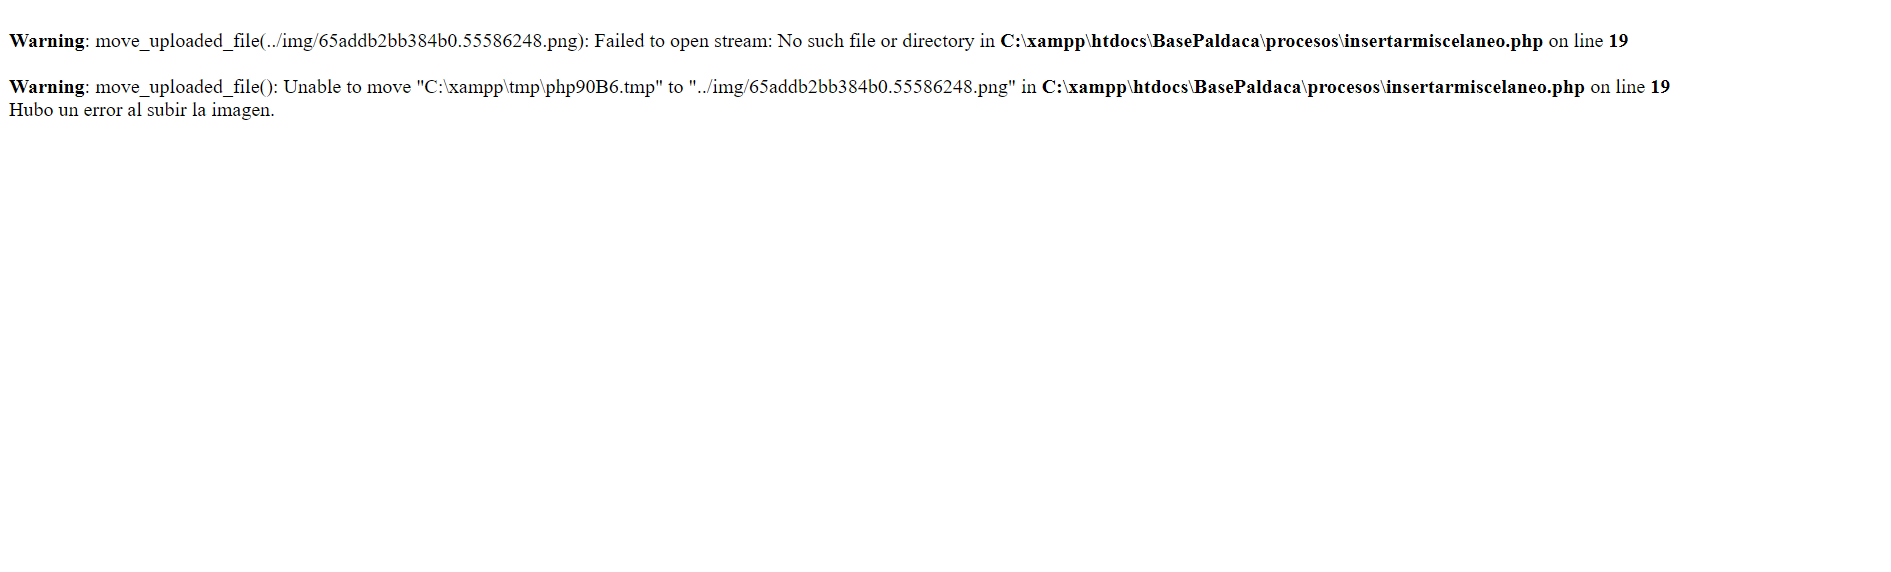 Warning: move_uploaded_file(../img/65addb2bb384b0.55586248.png): Failed to open stream: No such file or directory in C:\xampp\htdocs\BasePaldaca\procesos\insertarmiscelaneo.php on line 19
Warning: move_uploaded_file(): Unable to move "C:\xampp\tmp\php90B6.tmp" to "../img/65addb2bb384b0.55586248.png" in C:\xampp\htdocs\BasePaldaca\procesos\insertarmiscelaneo.php on line 19
Hubo un error al subir la imagen.